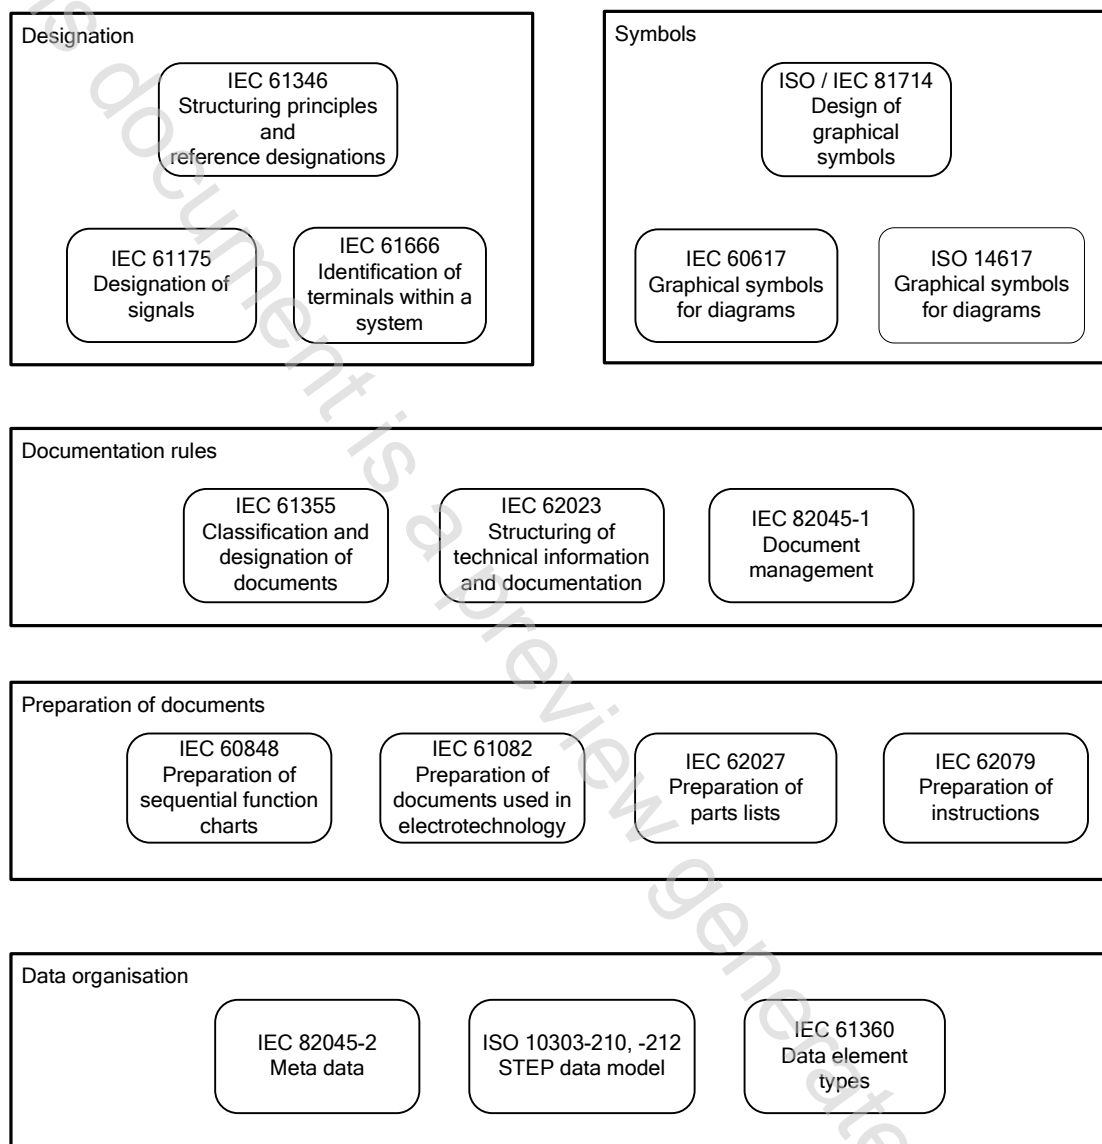 Designation
IEC 61346
Structuring principles
and
reference designations
IEC 61175
Designation of
signals
IEC 61666
Identification of
terminals within a
system
Symbols
ISO / IEC 81714
Design of
graphical
symbols
IEC 60617
Graphical symbols
for diagrams
ISO 14617
Graphical symbols
for diagrams
Documentation rules
IEC 61355
Classification and
designation of
documents
IEC 62023
Structuring of
technical information
and documentation
IEC 82045-1
Document
management
Preparation of documents
IEC 60848
Preparation of
sequential function
charts
IEC 61082
Preparation of
documents used in
electrotechnology
IEC 62027
Preparation of
parts lists
IEC 62079
Preparation of
instructions
Data organisation
IEC 82045-2
Meta data
ISO 10303-210, -212
STEP data model
IEC 61360
Data element
types
is document is a preview generate